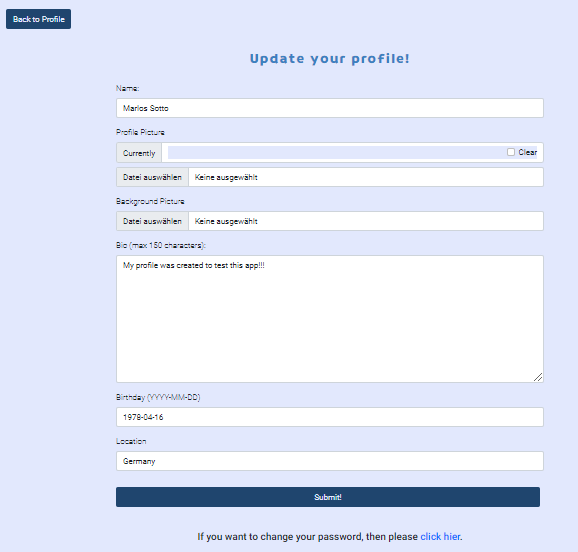 Back to Profile
Update your profile!
Name:
Marlos Sotto
Profile Picture
Currently
Clear
Datei auswählen Keine ausgewählt
Background Picture
Datei auswählen Keine ausgewählt
Bio (max 150 characters):
My profile was created to test this app!!!
Birthday (YYYY-MM-DD)
1978-04-16
Location
Germany
Submit!
If you want to change your password, then please click hier.